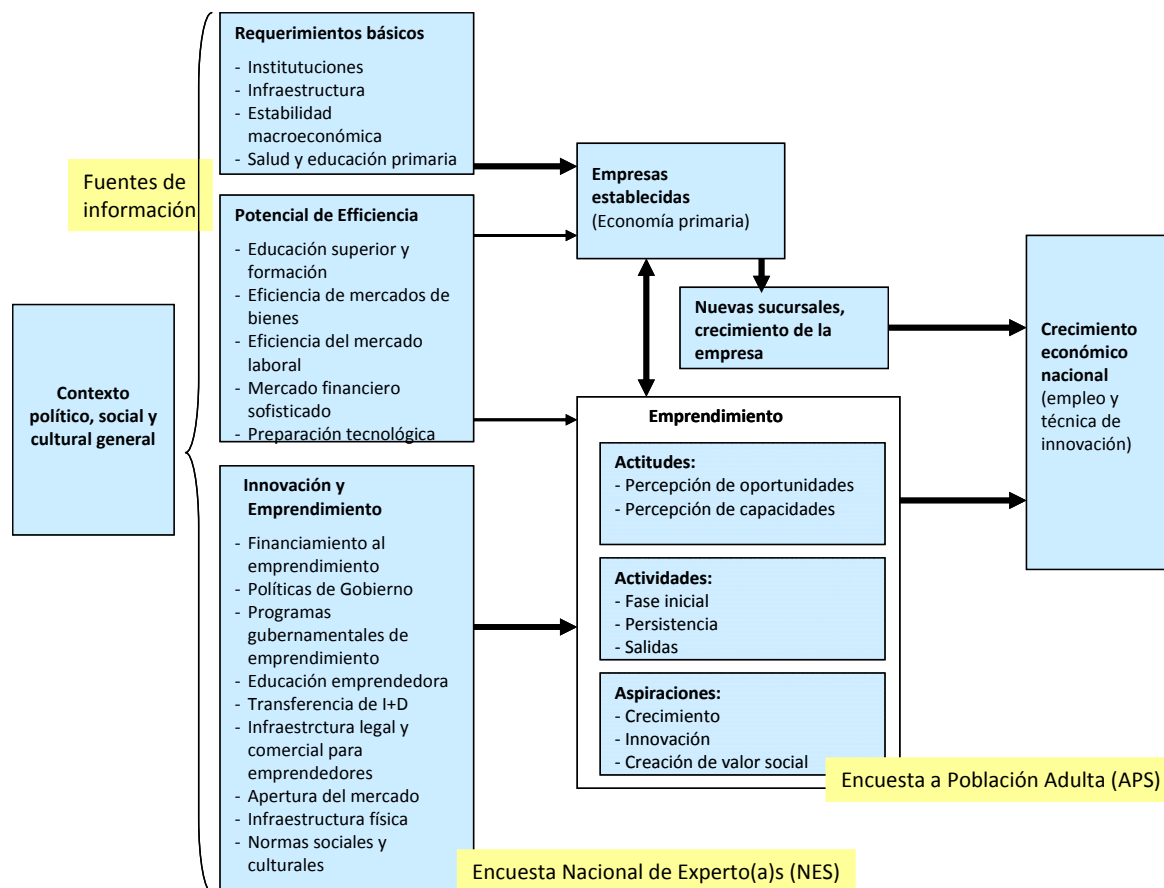 Requerimientos básicos
- Institutuciones
- Infraestructura
- Estabilidad
macroeconómica
- Salud y educación primaria
Fuentes de
información
Potencial de Efficiencia
- Educación superior y
formación
- Eficiencia de mercados de
bienes
- Eficiencia del mercado
laboral
- Mercado financiero
sofisticado
- Preparación tecnológica
Contexto
político, social y
cultural general
Innovación y
Emprendimiento
- Financiamiento al
emprendimiento
- Políticas de Gobierno
- Programas
gubernamentales de
emprendimiento
- Educación emprendedora
- Transferencia de I+D
- Infraestrctura legal y
comercial para
emprendedores
- Apertura del mercado
- Infraestructura física
- Normas sociales y
culturales
Encuesta Nacional de Experto(a)s (NES)
Empresas
establecidas
(Economía primaria)
Nuevas sucursales,
crecimiento de la
empresa
Emprendimiento
Actitudes:
- Percepción de oportunidades
- Percepción de capacidades
Actividades:
- Fase inicial
- Persistencia
- Salidas
Aspiraciones:
- Crecimiento
- Innovación
- Creación de valor social
Encuesta a Población Adulta (APS)
Crecimiento
económico
nacional
(empleo y
técnica de
innovación)